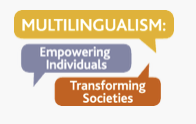 MULTILINGUALISM:
Empowering
Individuals
Transforming
Societies